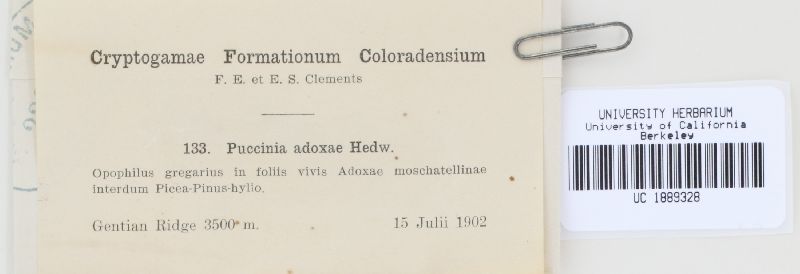 Cryptogamae Formationum Coloradensium
F. E. et E. S. Clements
133. Puccinia adoxae Hedw.
Opophilus gregarius in foliis vivis Adoxae moschatellinae
interdum Picea-Pinus-hylio.
Gentian Ridge 3500 m. 15 Julii 1902
UNIVERSITY HERBARIUM
University of California
Berkeley
UC 1889328